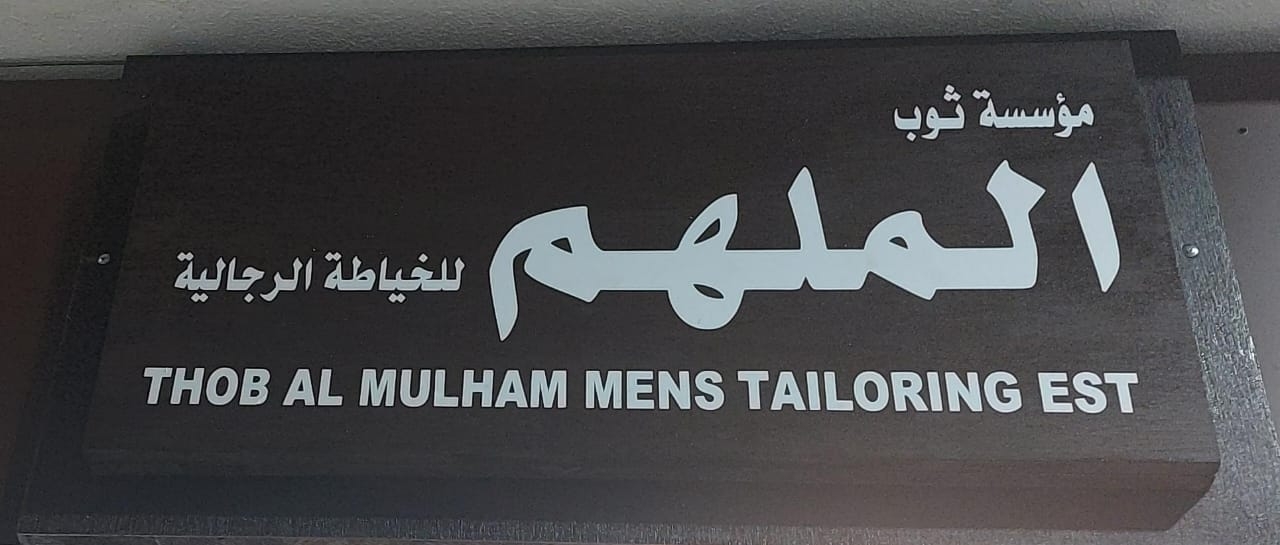 مؤسسة ثوب
الملهم للخياطة الرجالية
THOB AL MULHAM MENS TAILORING EST